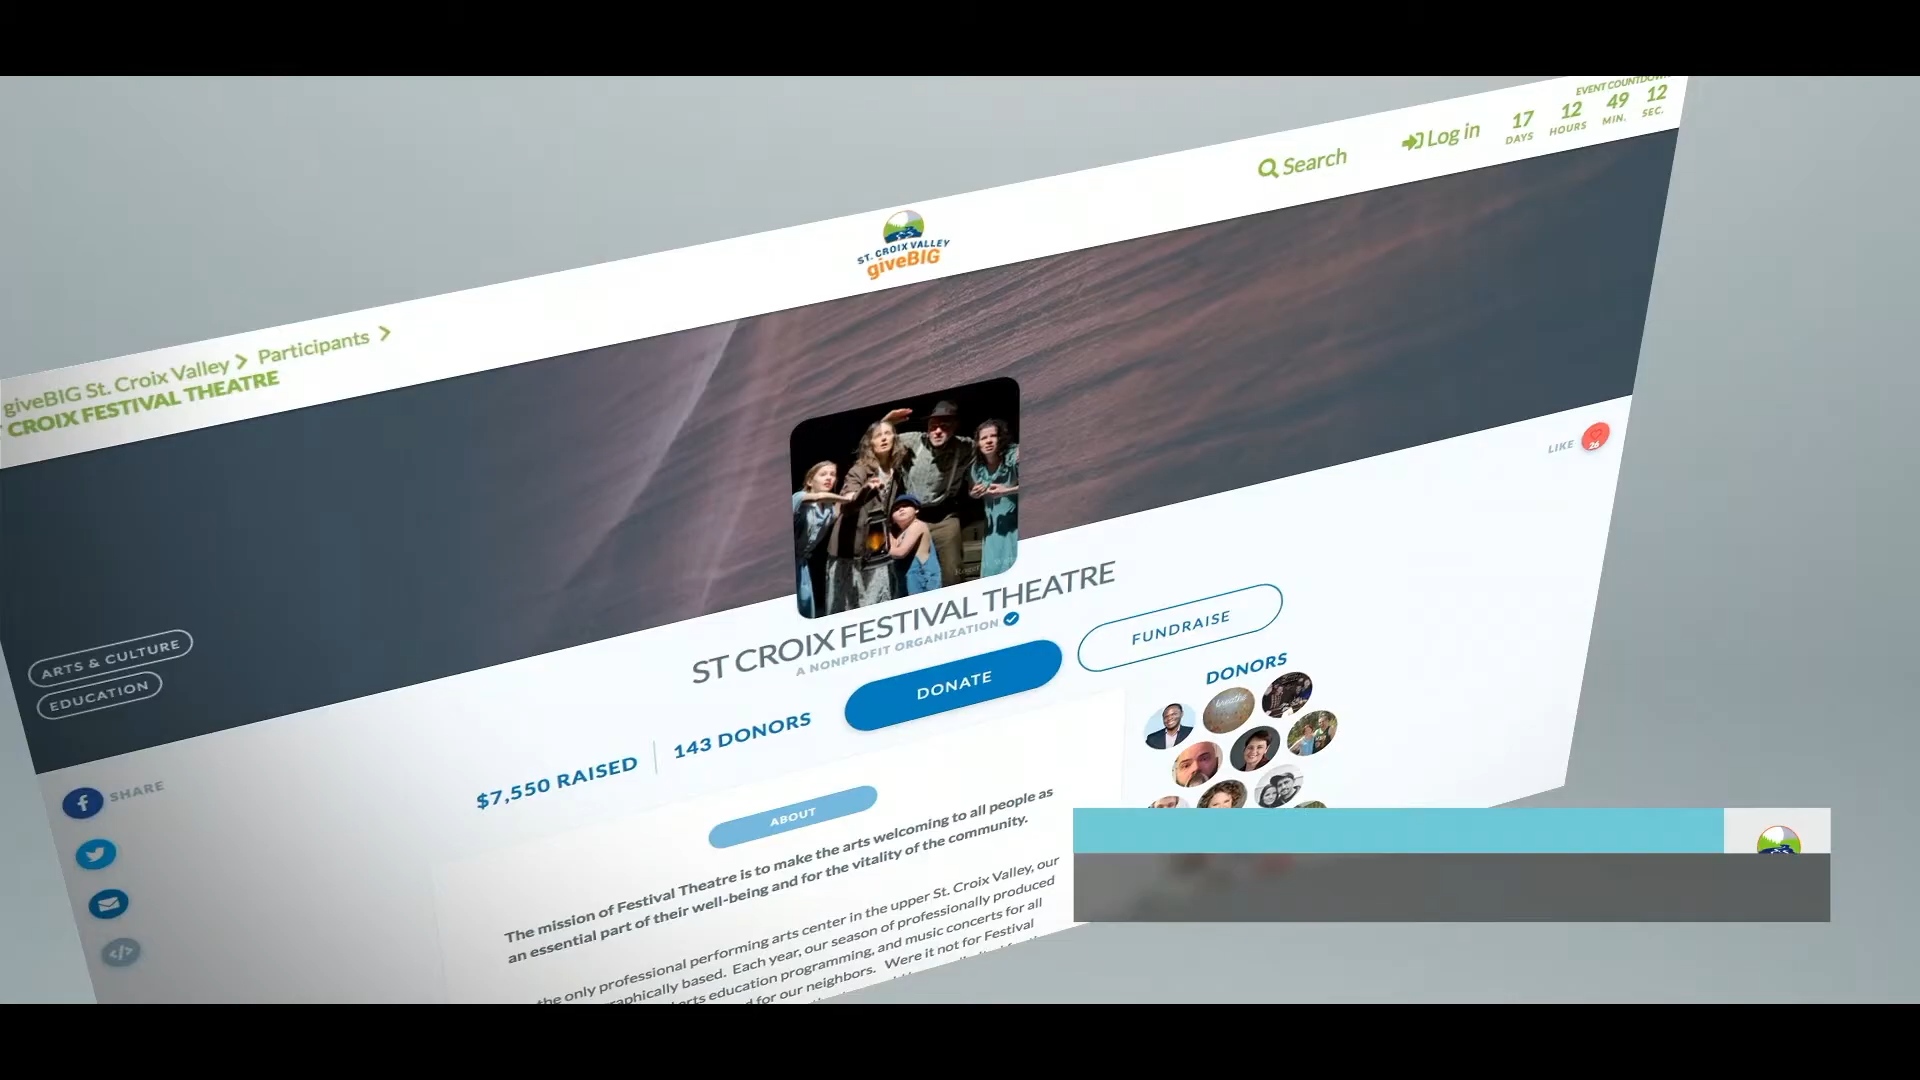 EVENT COUNTDOWN
17 12 49 12
DAYS HOURS MIN. SEC.
Search
Log in
ST. CROIX VALLEY
giveBIG
giveBIG St. Croix Valley > Participants >
CROIX FESTIVAL THEATRE
LIKE
26
ARTS & CULTURE
EDUCATION
ST CROIX FESTIVAL THEATRE
A NONPROFIT ORGANIZATION
DONATE
FUNDRAISE
$7,550 RAISED
143 DONORS
DONORS
breathe
SHARE
ABOUT
The mission of Festival Theatre is to make the arts welcoming to all people as
an essential part of their well-being and for the vitality of the community.
the only professional performing arts center in the upper St. Croix Valley, our
graphically based. Each year, our season of professionally produced
arts education programming, and music concerts for all
for our neighbors. Were it not for Festival